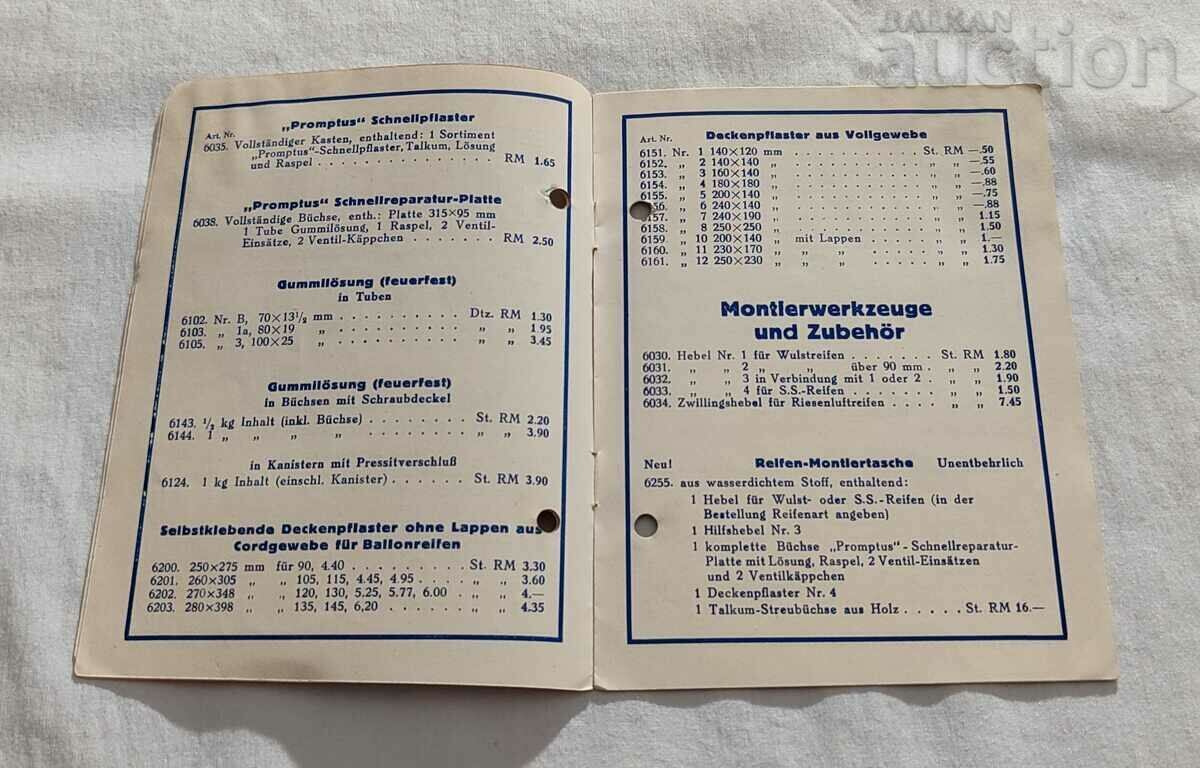 BALKAN
auction
„Promptus“ Schnellpflaster
Art. Nr.
6035. Vollständiger Kasten, enthaltend: 1 Sortiment
„Promptus“-Schnellpflaster, Talkum, Lösung
und Raspel . . . . . . . . . . . . . . . RM 1.65
„Promptus“ Schnellreparatur-Platte
6038. Vollständige Büchse, enth.: Platte 315×95 mm
1 Tube Gummilösung, 1 Raspel, 2 Ventil-
Einsätze, 2 Ventil-Käppchen . . . . . . . . RM 2.50
Gummilösung (feuerfest)
in Tuben
6102. Nr. B, 70×13½ mm . . . . . . . . . . Dtz. RM 1.30
6103. „ 1a, 80×19 „ . . . . . . . . . . „ „ 1.95
6105. „ 3, 100×25 „ . . . . . . . . . . „ „ 3.45
Gummilösung (feuerfest)
in Büchsen mit Schraubdeckel
6143. ½ kg Inhalt (inkl. Büchse) . . . . . . . . St. RM 2.20
6144. 1 „ „ „ „ . . . . . . . . „ „ 3.90
in Kanistern mit Pressitverschluß
6124. 1 kg Inhalt (einschl. Kanister) . . . . . . St. RM 3.90
Selbstklebende Deckenpflaster ohne Lappen aus
Cordgewebe für Ballonreifen
6200. 250×275 mm für 90, 4.40 . . . . . . . . . St. RM 3.30
6201. 260×305 „ „ 105, 115, 4.45, 4.95 . . . . . „ „ 3.60
6202. 270×348 „ „ 120, 130, 5.25, 5.77, 6.00 . . „ „ 4.—
6203. 280×398 „ „ 135, 145, 6,20 . . . . . . . „ „ 4.35
Deckenpflaster aus Vollgewebe
Art. Nr.
6151. Nr. 1 140×120 mm . . . . . . . . . . St. RM —.50
6152. „ 2 140×140 „ . . . . . . . . . . „ „ —.55
6153. „ 3 160×140 „ . . . . . . . . . . „ „ —.60
6154. „ 4 180×180 „ . . . . . . . . . . „ „ —.88
6155. „ 5 200×140 „ . . . . . . . . . . „ „ —.75
56. „ 6 240×140 „ . . . . . . . . . . „ „ —.88
157. „ 7 240×190 „ . . . . . . . . . . „ „ 1.15
6158. „ 8 250×250 „ . . . . . . . . . . „ „ 1.50
6159. „ 10 200×140 „ mit Lappen . . . . . „ „ 1.—
6160. „ 11 230×170 „ „ „ . . . . . „ „ 1.30
6161. „ 12 250×230 „ „ „ . . . . . „ „ 1.75
Montierwerkzeuge
und Zubehör
6030. Hebel Nr. 1 für Wulstreifen . . . . . . . St. RM 1.80
6031. „ „ 2 „ „ über 90 mm . „ „ 2.20
6032. „ „ 3 in Verbindung mit 1 oder 2 . „ „ 1.90
6033. „ „ 4 für S.S.-Reifen . . . . . . . „ „ 1.50
6034. Zwillingshebel für Riesenluftreifen . . . . „ „ 7.45
Neu! Reifen-Montiertasche Unentbehrlich
6255. aus wasserdichtem Stoff, enthaltend:
1 Hebel für Wulst- oder S.S.-Reifen (in der
Bestellung Reifenart angeben)
1 Hilfshebel Nr. 3
1 komplette Büchse „Promptus“-Schnellreparatur-
Platte mit Lösung, Raspel, 2 Ventil-Einsätzen
und 2 Ventilkäppchen
1 Deckenpflaster Nr. 4
1 Talkum-Streubüchse aus Holz . . . . . St. RM 16.—